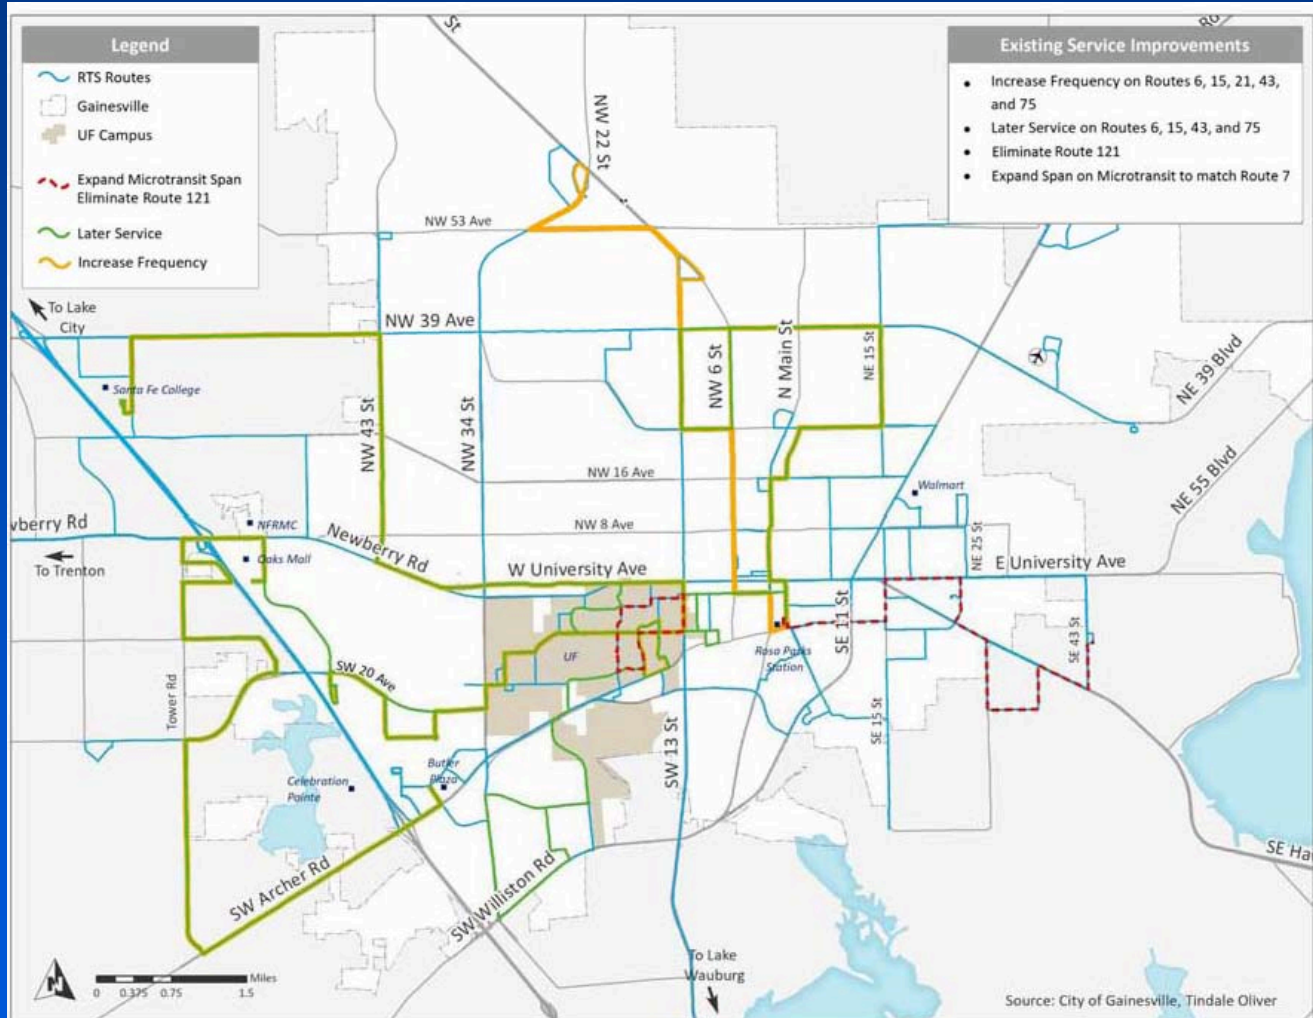 Legend
RTS Routes
Gainesville
UF Campus
Expand Microtransit Span
Eliminate Route 121
Later Service
Increase Frequency
Existing Service Improvements
• Increase Frequency on Routes 6, 15, 21, 43,
and 75
• Later Service on Routes 6, 15, 43, and 75
• Eliminate Route 121
• Expand Span on Microtransit to match Route 7
St
Ro
NW 22 St
NW 53 Ave
To Lake
City
NW 39 Ave
Santa Fe College
NW 43 St
NW 34 St
NW 6 St
N Main St
NE 15 St
NE 39 Blvd
NE 55 Blvd
NW 16 Ave
Walmart
wberry Rd
NFRMC
Newberry Rd
NW 8 Ave
NE 25 St
To Trenton
Oaks Mall
W University Ave
E University Ave
SE 11 St
SE 43 St
UF
Rosa Parks
Station
SW 20 Ave
Tower Rd
SE 15 St
SW 13 St
Butler
Plaza
Celebration
Pointe
SW Archer Rd
SW Williston Rd
SE Ha
To Lake
Wauburg
N
Miles
0 0.375 0.75 1.5
Source: City of Gainesville, Tindale Oliver